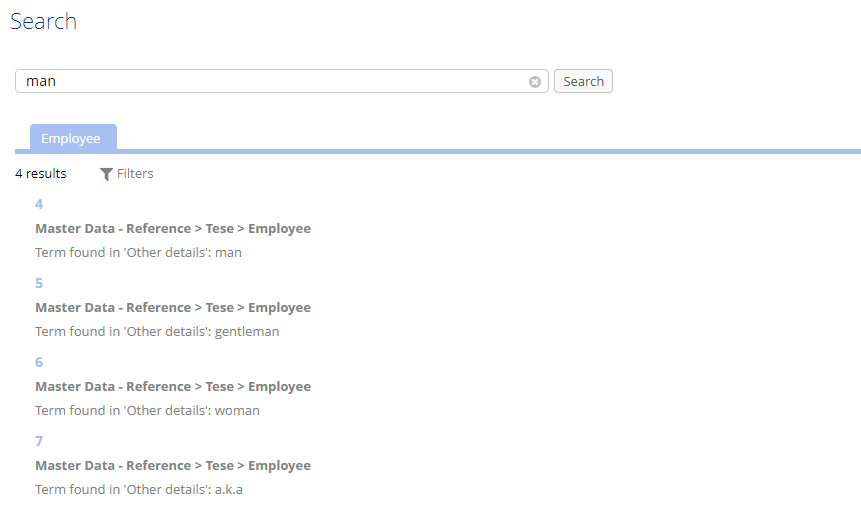 Search
man
Search
Employee
4 results
Filters
4
Master Data - Reference > Tese > Employee
Term found in 'Other details': man
5
Master Data - Reference > Tese > Employee
Term found in 'Other details': gentleman
6
Master Data - Reference > Tese > Employee
Term found in 'Other details': woman
7
Master Data - Reference > Tese > Employee
Term found in 'Other details': a.k.a